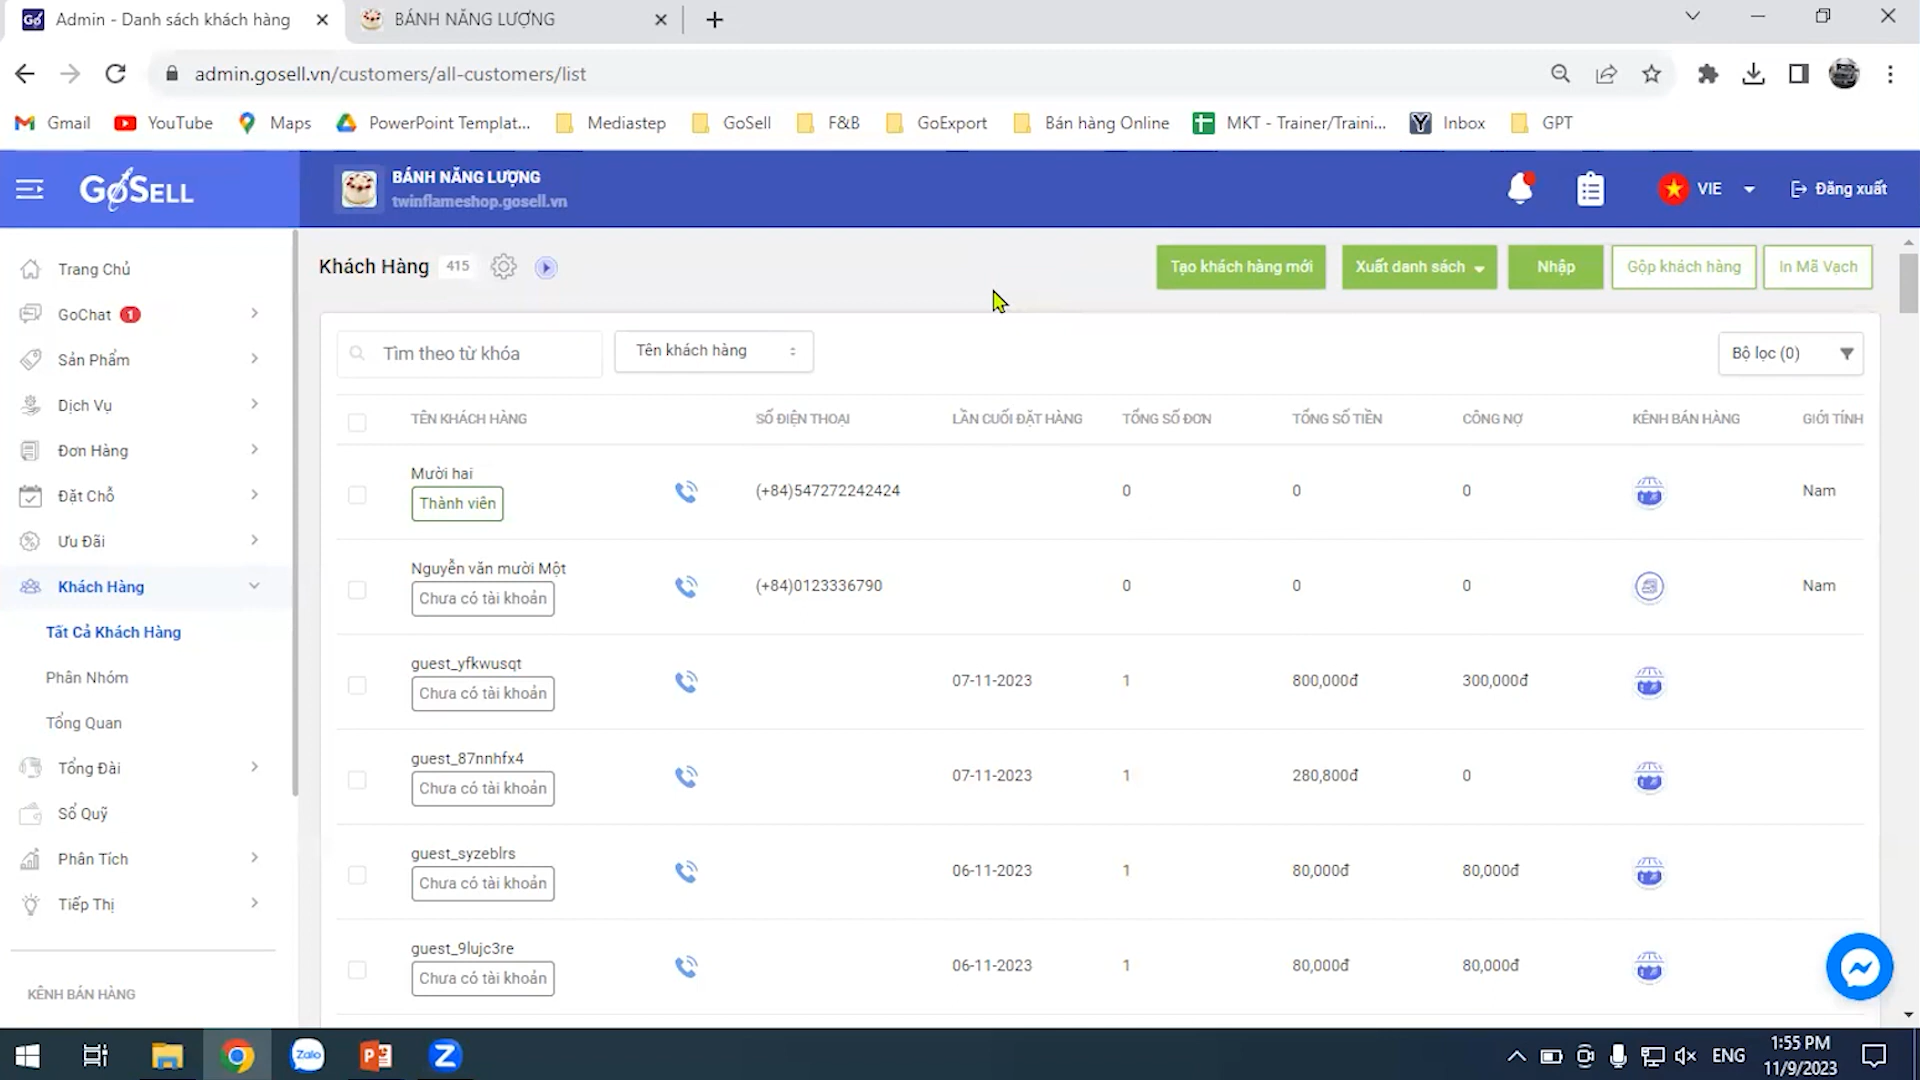 Admin - Danh sách khách hàng
BÁNH NĂNG LƯỢNG
admin.gosell.vn/customers/all-customers/list
Gmail
YouTube
Maps
PowerPoint Templat...
Mediastep
GoSell
F&B
GoExport
Bán hàng Online
MKT - Trainer/Traini...
Inbox
GPT
GoSELL
BÁNH NĂNG LƯỢNG
twinflameshop.gosell.vn
VIE
Đăng xuất
Trang Chủ
GoChat 1
Sản Phẩm
Dịch Vụ
Đơn Hàng
Đặt Chỗ
Ưu Đãi
Khách Hàng
Tất Cả Khách Hàng
Phân Nhóm
Tổng Quan
Tổng Đài
Sổ Quỹ
Phân Tích
Tiếp Thị
KÊNH BÁN HÀNG
Khách Hàng 415
Tạo khách hàng mới
Xuất danh sách
Nhập
Gộp khách hàng
In Mã Vạch
Tìm theo từ khóa
Tên khách hàng
Bộ lọc (0)
TÊN KHÁCH HÀNG SỐ ĐIỆN THOẠI LẦN CUỐI ĐẶT HÀNG TỔNG SỐ ĐƠN TỔNG SỐ TIỀN CÔNG NỢ KÊNH BÁN HÀNG GIỚI TÍNH
Mười hai
Thành viên
(+84)547272242424 0 0 0 Nam
Nguyễn văn mười Một
Chưa có tài khoản
(+84)0123336790 0 0 0 Nam
guest_yfkwusqt
Chưa có tài khoản
07-11-2023 1 800,000đ 300,000đ
guest_87nnhfx4
Chưa có tài khoản
07-11-2023 1 280,800đ 0
guest_syzeblrs
Chưa có tài khoản
06-11-2023 1 80,000đ 80,000đ
guest_9lujc3re
Chưa có tài khoản
06-11-2023 1 80,000đ 80,000đ
Zalo
ENG
1:55 PM
11/9/2023